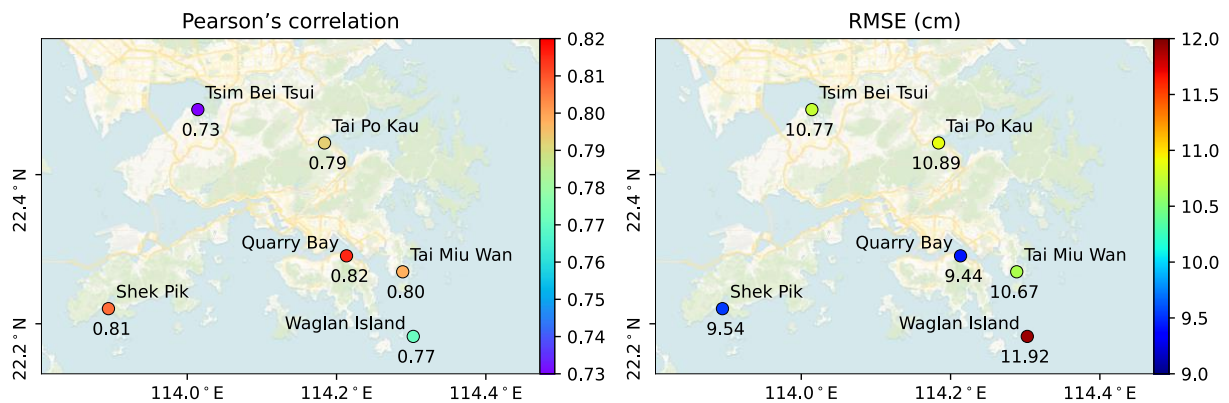 Pearson’s correlation
Tsim Bei Tsui
0.73
Tai Po Kau
0.79
Quarry Bay
0.82
Tai Miu Wan
0.80
Shek Pik
0.81
Waglan Island
0.77
22.4°N
22.2°N
114.0°E
114.2°E
114.4°E
0.82
0.81
0.80
0.79
0.78
0.77
0.76
0.75
0.74
0.73
RMSE (cm)
Tsim Bei Tsui
10.77
Tai Po Kau
10.89
Quarry Bay
9.44
Tai Miu Wan
10.67
Shek Pik
9.54
Waglan Island
11.92
22.4°N
22.2°N
114.0°E
114.2°E
114.4°E
12.0
11.5
11.0
10.5
10.0
9.5
9.0